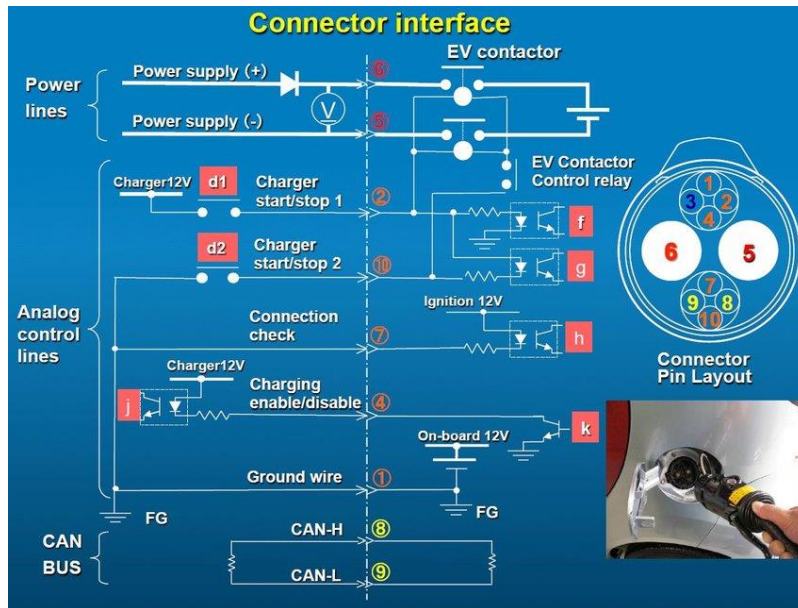 Connector interface
EV contactor
Power supply (+)
⑥
Power
lines
V
Power supply (-)
⑤
EV Contactor
Control relay
Charger12V
d1
Charger
start/stop 1
②
f
d2
Charger
start/stop 2
⑩
g
Analog
control
lines
Connection
check
⑦
Ignition 12V
h
Charger12V
j
Charging
enable/disable
④
k
On-board 12V
Ground wire
①
FG
FG
CAN
BUS
CAN-H
⑧
CAN-L
⑨
1
3 2
4
6 5
7
9 8
10
Connector
Pin Layout